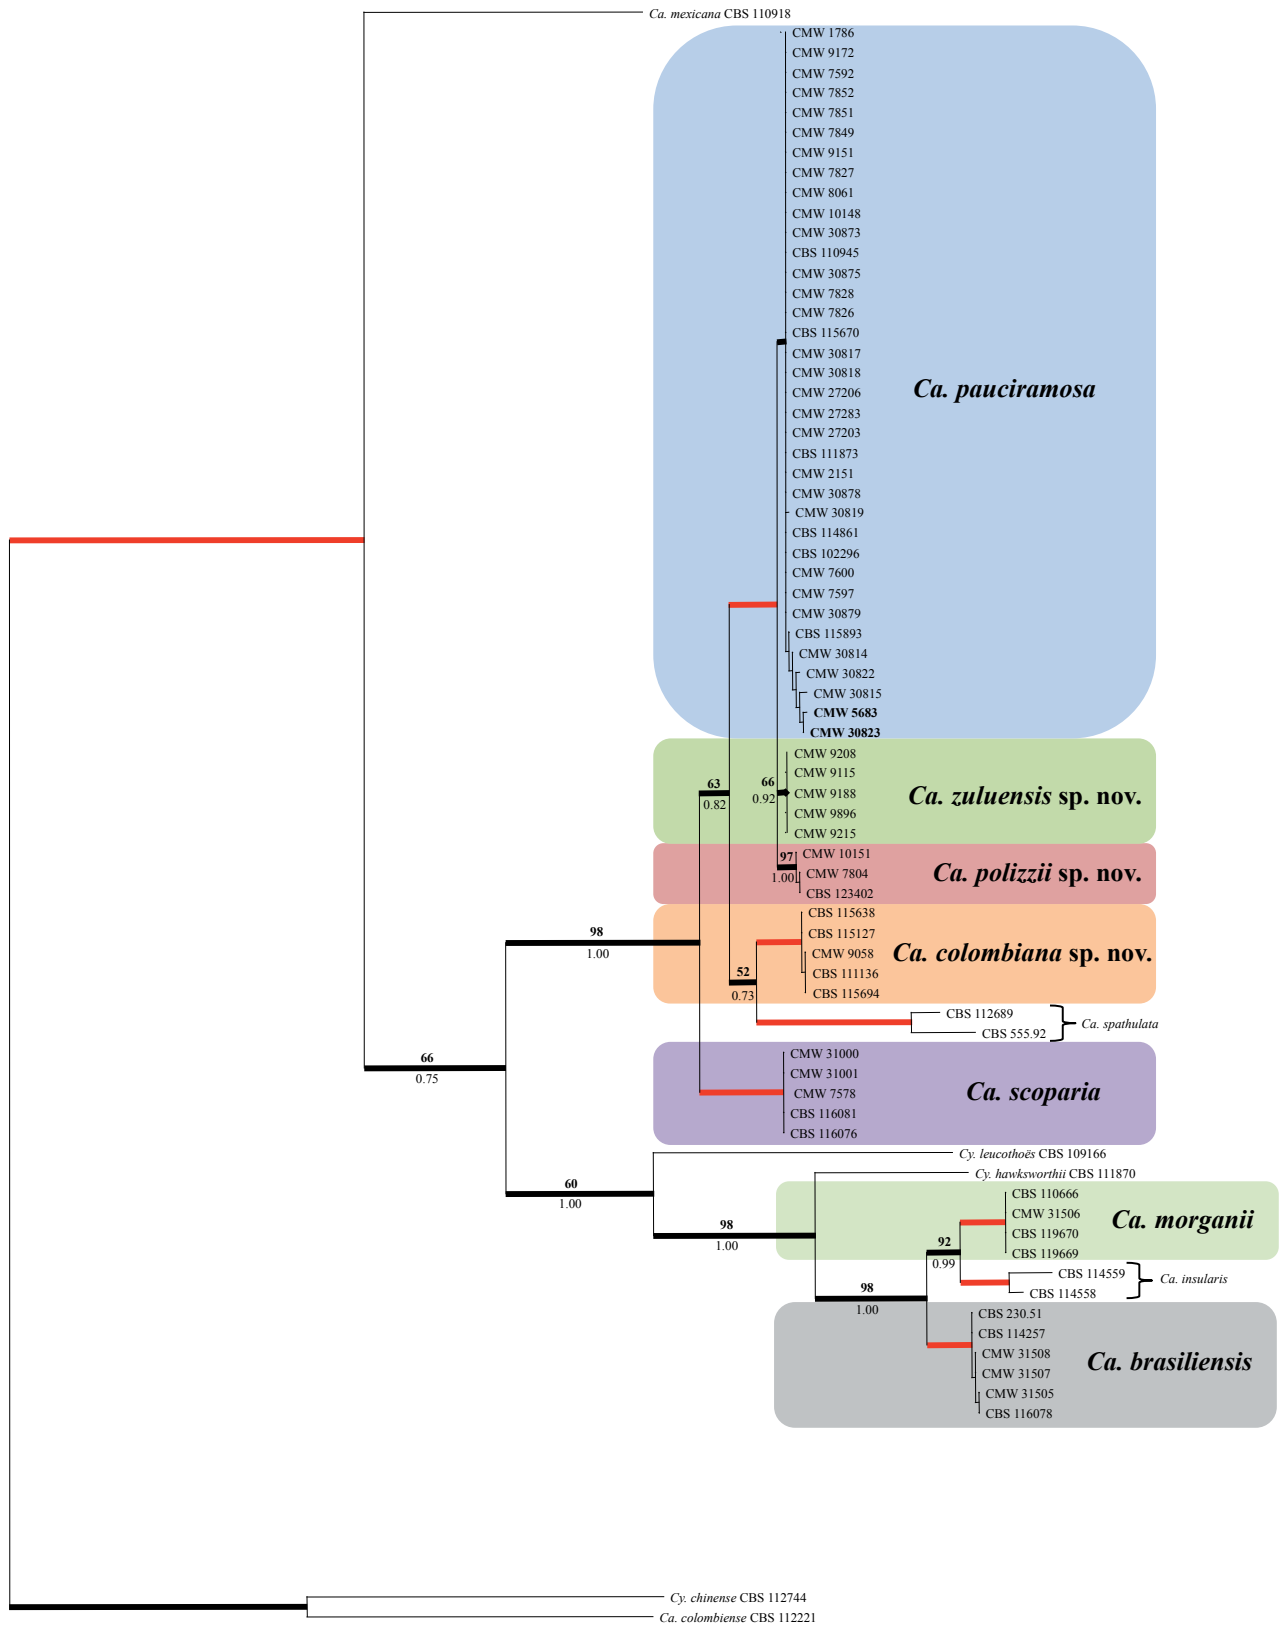 Ca. mexicana CBS 110918
CMW 1786
CMW 9172
CMW 7592
CMW 7852
CMW 7851
CMW 7849
CMW 9151
CMW 7827
CMW 8061
CMW 10148
CMW 30873
CBS 110945
CMW 30875
CMW 7828
CMW 7826
CBS 115670
CMW 30817
CMW 30818
CMW 27206
Ca. pauciramosa
CMW 27283
CMW 27203
CBS 111873
CMW 2151
CMW 30878
CMW 30819
CBS 114861
CBS 102296
CMW 7600
CMW 7597
CMW 30879
CBS 115893
CMW 30814
CMW 30822
CMW 30815
CMW 5683
CMW 30823
CMW 9208
CMW 9115
63
0.82
66
0.92
CMW 9188
Ca. zuluensis sp. nov.
CMW 9896
CMW 9215
CMW 10151
97
1.00
CMW 7804
Ca. polizzii sp. nov.
CBS 123402
CBS 115638
CBS 115127
98
1.00
CMW 9058
Ca. colombiana sp. nov.
CBS 111136
52
0.73
CBS 115694
CBS 112689
Ca. spathulata
CBS 555.92
CMW 31000
66
0.75
CMW 31001
CMW 7578
Ca. scoparia
CBS 116081
CBS 116076
Cy. leucothoës CBS 109166
Cy. hawksworthii CBS 111870
60
1.00
CBS 110666
CMW 31506
Ca. morganii
98
1.00
CBS 119670
92
0.99
CBS 119669
CBS 114559
Ca. insularis
CBS 114558
98
1.00
CBS 230.51
CBS 114257
CMW 31508
Ca. brasiliensis
CMW 31507
CMW 31505
CBS 116078
Cy. chinense CBS 112744
Ca. colombiense CBS 112221